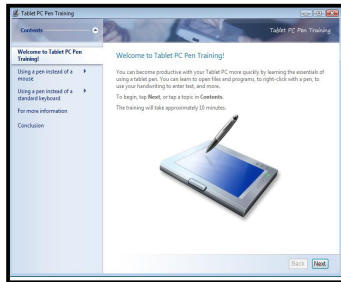 Tablet PC Pen Training
Contents
Tablet PC Pen Training
Welcome to Tablet PC Pen
Training!
Using a pen instead of a
mouse
Using a pen instead of a
standard keyboard
For more information
Conclusion
Welcome to Tablet PC Pen Training!
You can become productive with your Tablet PC more quickly by learning the essentials of
using a tablet pen. You can learn to open files and programs, to right-click with a pen, to
use your handwriting to enter text, and more.
To begin, tap Next, or tap a topic in Contents.
The training will take approximately 10 minutes.
Back
Next